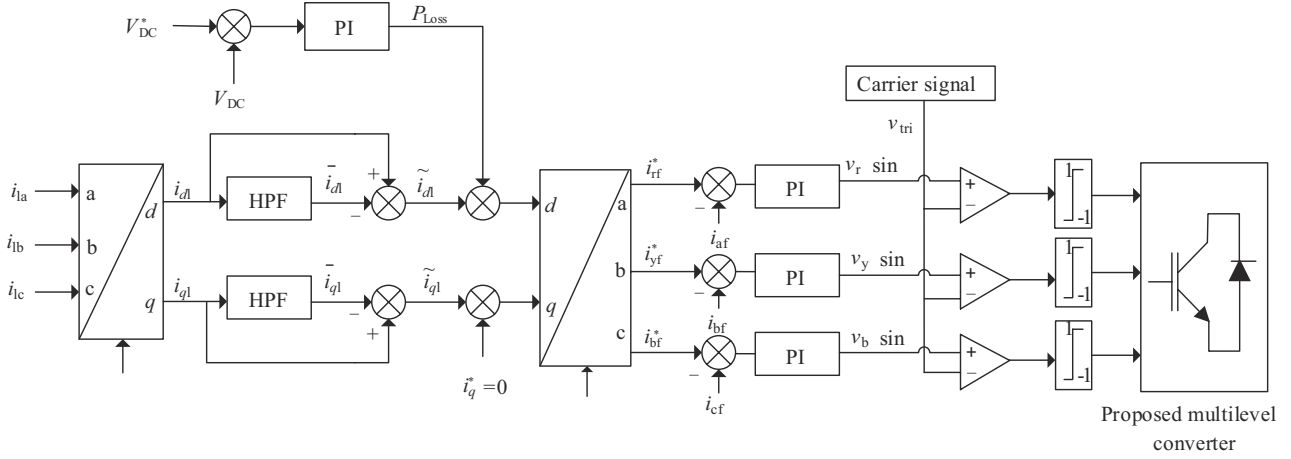 V*DC
PI
PLoss
VDC
Carrier signal
vtri
ila
ilb
ilc
a
b
c
d
q
idl
HPF
i̅dl
+
−
ĩdl
iql
HPF
i̅ql
−
+
ĩql
i*q =0
d
q
a
b
c
i*rf
−
iaf
PI
vr sin
+
−
1
-1
i*yf
−
ibf
PI
vy sin
+
−
1
-1
i*bf
−
icf
PI
vb sin
+
−
1
-1
Proposed multilevel
converter